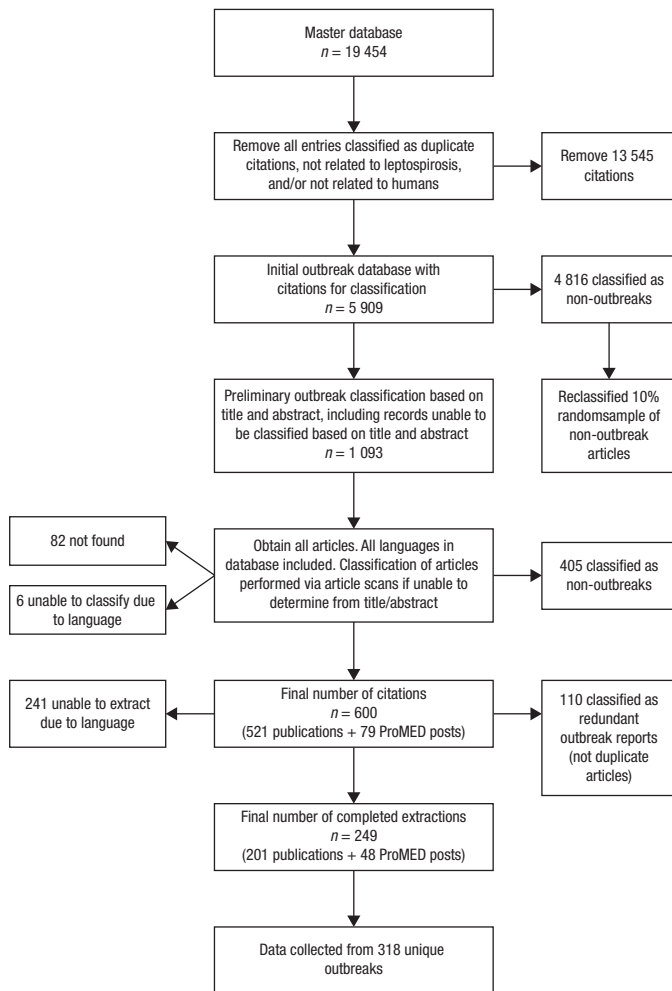 Master database
n = 19 454
Remove all entries classified as duplicate
citations, not related to leptospirosis,
and/or not related to humans
Remove 13 545
citations
Initial outbreak database with
citations for classification
n = 5 909
4 816 classified as
non-outbreaks
Preliminary outbreak classification based on
title and abstract, including records unable to
be classified based on title and abstract
n = 1 093
Reclassified 10%
randomsample of
non-outbreak
articles
82 not found
6 unable to classify due
to language
Obtain all articles. All languages in
database included. Classification of articles
performed via article scans if unable to
determine from title/abstract
405 classified as
non-outbreaks
241 unable to extract
due to language
Final number of citations
n = 600
(521 publications + 79 ProMED posts)
110 classified as
redundant
outbreak reports
(not duplicate
articles)
Final number of completed extractions
n = 249
(201 publications + 48 ProMED posts)
Data collected from 318 unique
outbreaks